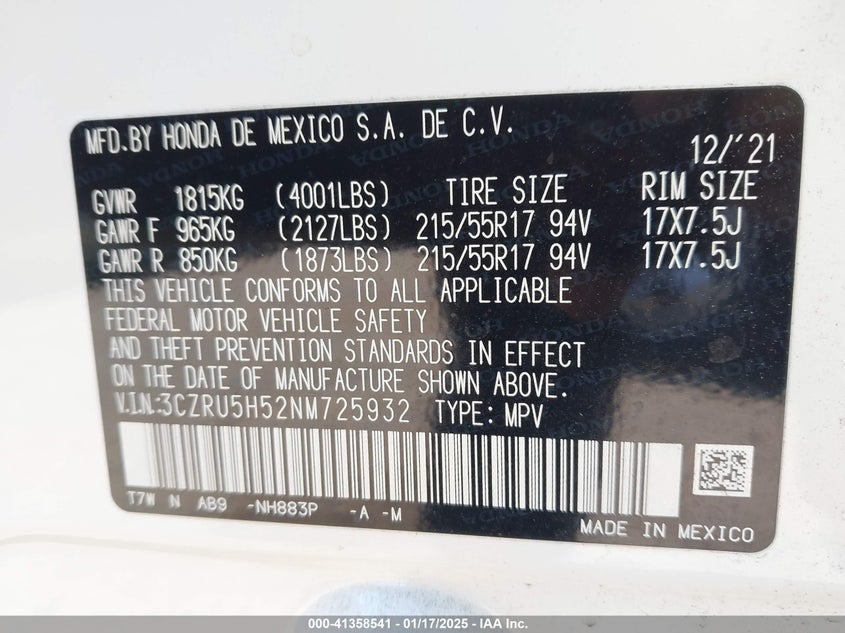 MFD.BY HONDA DE MEXICO S.A. DE C.V.
12/'21
GVWR 1815KG (4001LBS) TIRE SIZE RIM SIZE
GAWR F 965KG (2127LBS) 215/55R17 94V 17X7.5J
GAWR R 850KG (1873LBS) 215/55R17 94V 17X7.5J
THIS VEHICLE CONFORMS TO ALL APPLICABLE
FEDERAL MOTOR VEHICLE SAFETY
AND THEFT PREVENTION STANDARDS IN EFFECT
ON THE DATE OF MANUFACTURE SHOWN ABOVE.
V.I.N:3CZRU5H52NM725932 TYPE: MPV
T7W N AB9 -NH883P -A -M
MADE IN MEXICO
000-41358541 - 01/17/2025 - IAA Inc.